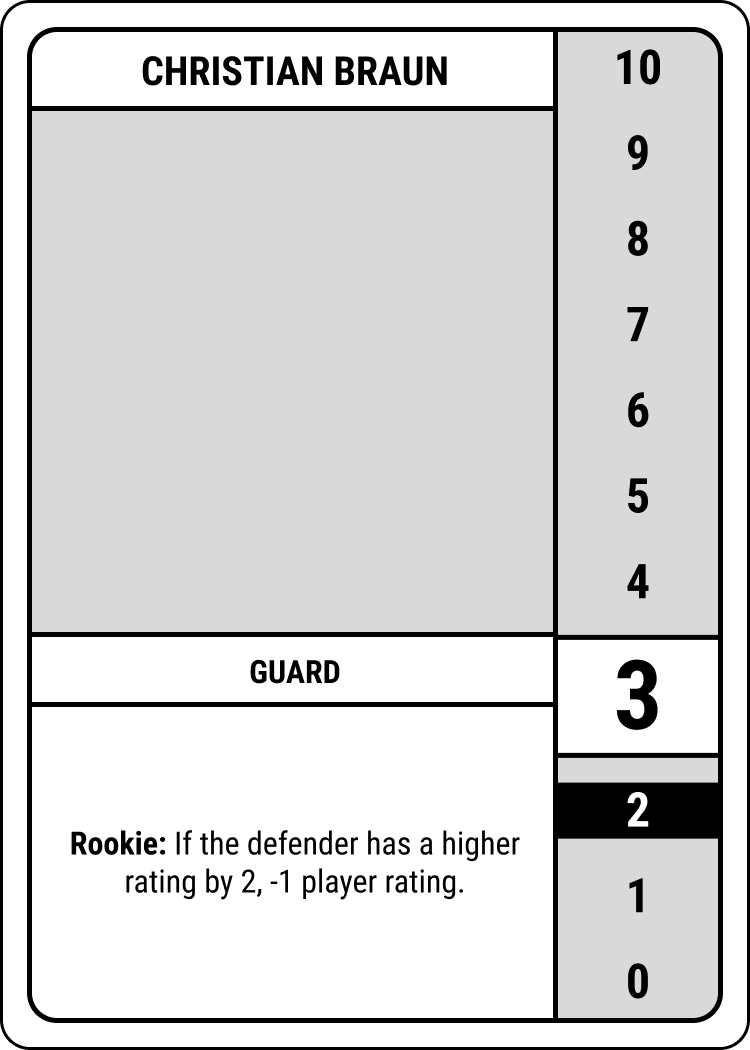 CHRISTIAN BRAUN
10
9
8
7
6
5
4
3
2
1
0
GUARD
Rookie: If the defender has a higher
rating by 2, -1 player rating.